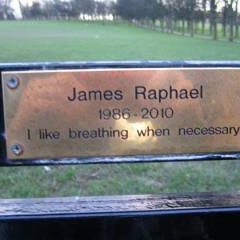 James Raphael
1986-2010
I like breathing when necessary